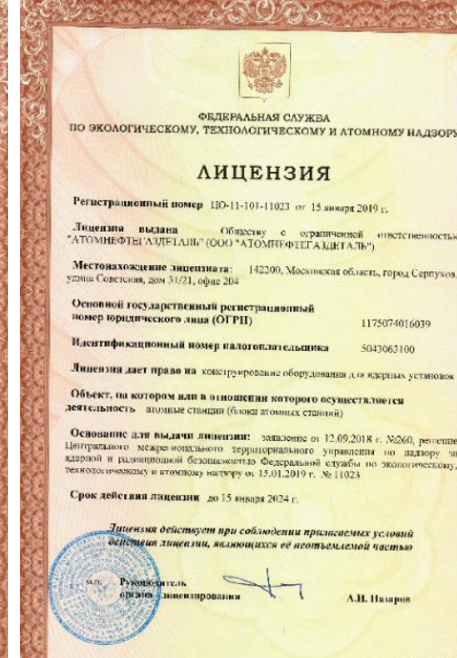 ФЕДЕРАЛЬНАЯ СЛУЖБА
ПО ЭКОЛОГИЧЕСКОМУ, ТЕХНОЛОГИЧЕСКОМУ И АТОМНОМУ НАДЗОРУ
ЛИЦЕНЗИЯ
Регистрационный номер ЦО-11-101-11023 от 15 января 2019 г.
Лицензия выдана Обществу с ограниченной ответственностью
"АТОМНЕФТЕГАЗДЕТАЛЬ" (ООО "АТОМНЕФТЕГАЗДЕТАЛЬ")
Местонахождение лицензиата: 142200, Московская область, город Серпухов,
улица Советская, дом 31/21, офис 204
Основной государственный регистрационный
номер юридического лица (ОГРН) 1175074016039
Идентификационный номер налогоплательщика 5043063100
Лицензия дает право на конструирование оборудования для ядерных установок
Объект, на котором или в отношении которого осуществляется
деятельность атомные станции (блоки атомных станций)
Основание для выдачи лицензии: заявление от 12.09.2018 г. №260, решение
Центрального межрегионального территориального управления по надзору за
ядерной и радиационной безопасностью Федеральной службы по экологическому,
технологическому и атомному надзору от 15.01.2019 г. № 11023
Срок действия лицензии до 15 января 2024 г.
Лицензия действует при соблюдении прилагаемых условий
действия лицензии, являющихся её неотъемлемой частью
М.П. Руководитель
органа лицензирования А.И. Назаров